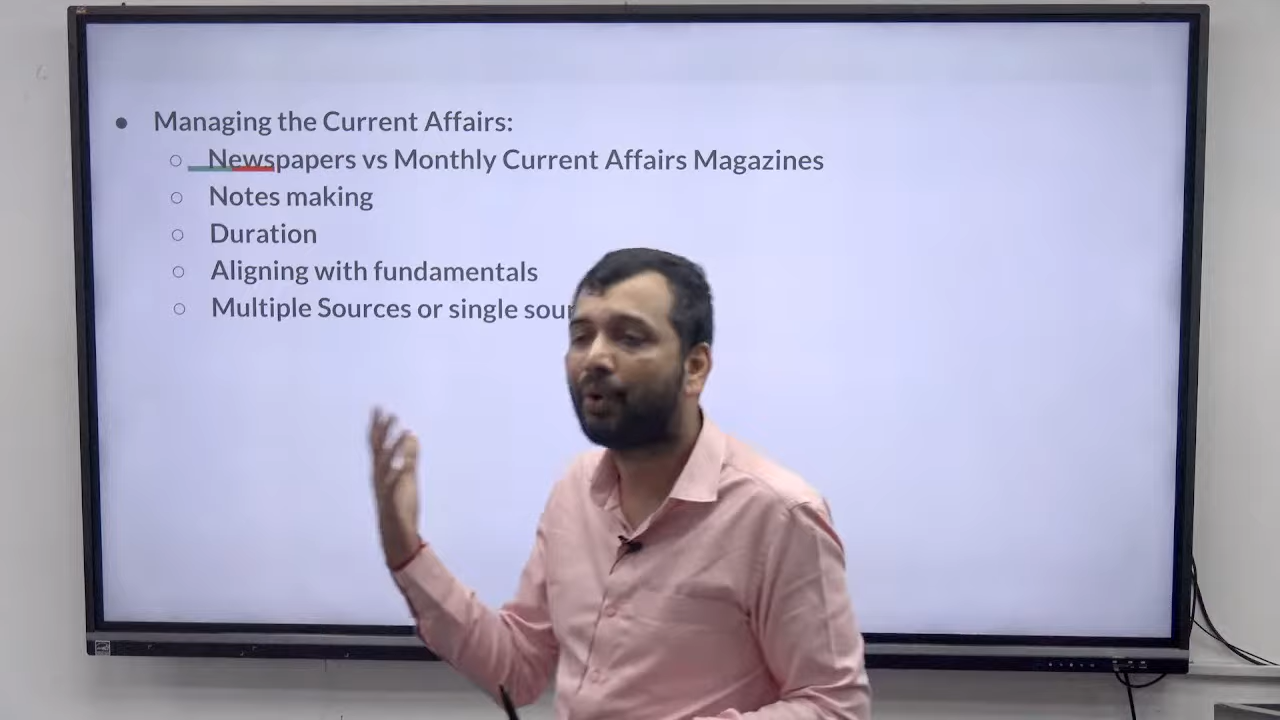 ● Managing the Current Affairs:
○ Newspapers vs Monthly Current Affairs Magazines
○ Notes making
○ Duration
○ Aligning with fundamentals
○ Multiple Sources or single